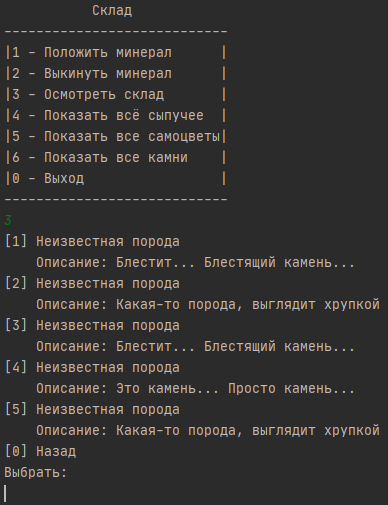 Склад
----------------------------
|1 - Положить минерал      |
|2 - Выкинуть минерал      |
|3 - Осмотреть склад       |
|4 - Показать всё сыпучее  |
|5 - Показать все самоцветы|
|6 - Показать все камни    |
|0 - Выход                 |
----------------------------
3
[1] Неизвестная порода
    Описание: Блестит... Блестящий камень...
[2] Неизвестная порода
    Описание: Какая-то порода, выглядит хрупкой
[3] Неизвестная порода
    Описание: Блестит... Блестящий камень...
[4] Неизвестная порода
    Описание: Это камень... Просто камень...
[5] Неизвестная порода
    Описание: Какая-то порода, выглядит хрупкой
[0] Назад
Выбрать: